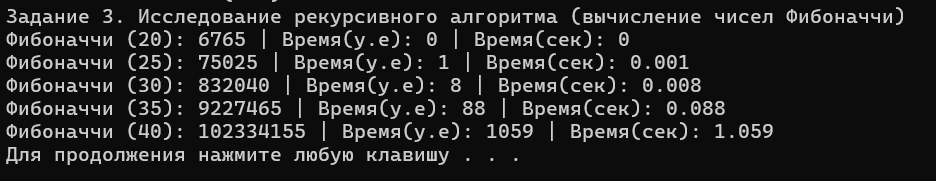 Задание 3. Исследование рекурсивного алгоритма (вычисление чисел Фибоначчи)
Фибоначчи (20): 6765 | Время(у.е): 0 | Время(сек): 0
Фибоначчи (25): 75025 | Время(у.е): 1 | Время(сек): 0.001
Фибоначчи (30): 832040 | Время(у.е): 8 | Время(сек): 0.008
Фибоначчи (35): 9227465 | Время(у.е): 88 | Время(сек): 0.088
Фибоначчи (40): 102334155 | Время(у.е): 1059 | Время(сек): 1.059
Для продолжения нажмите любую клавишу . . .